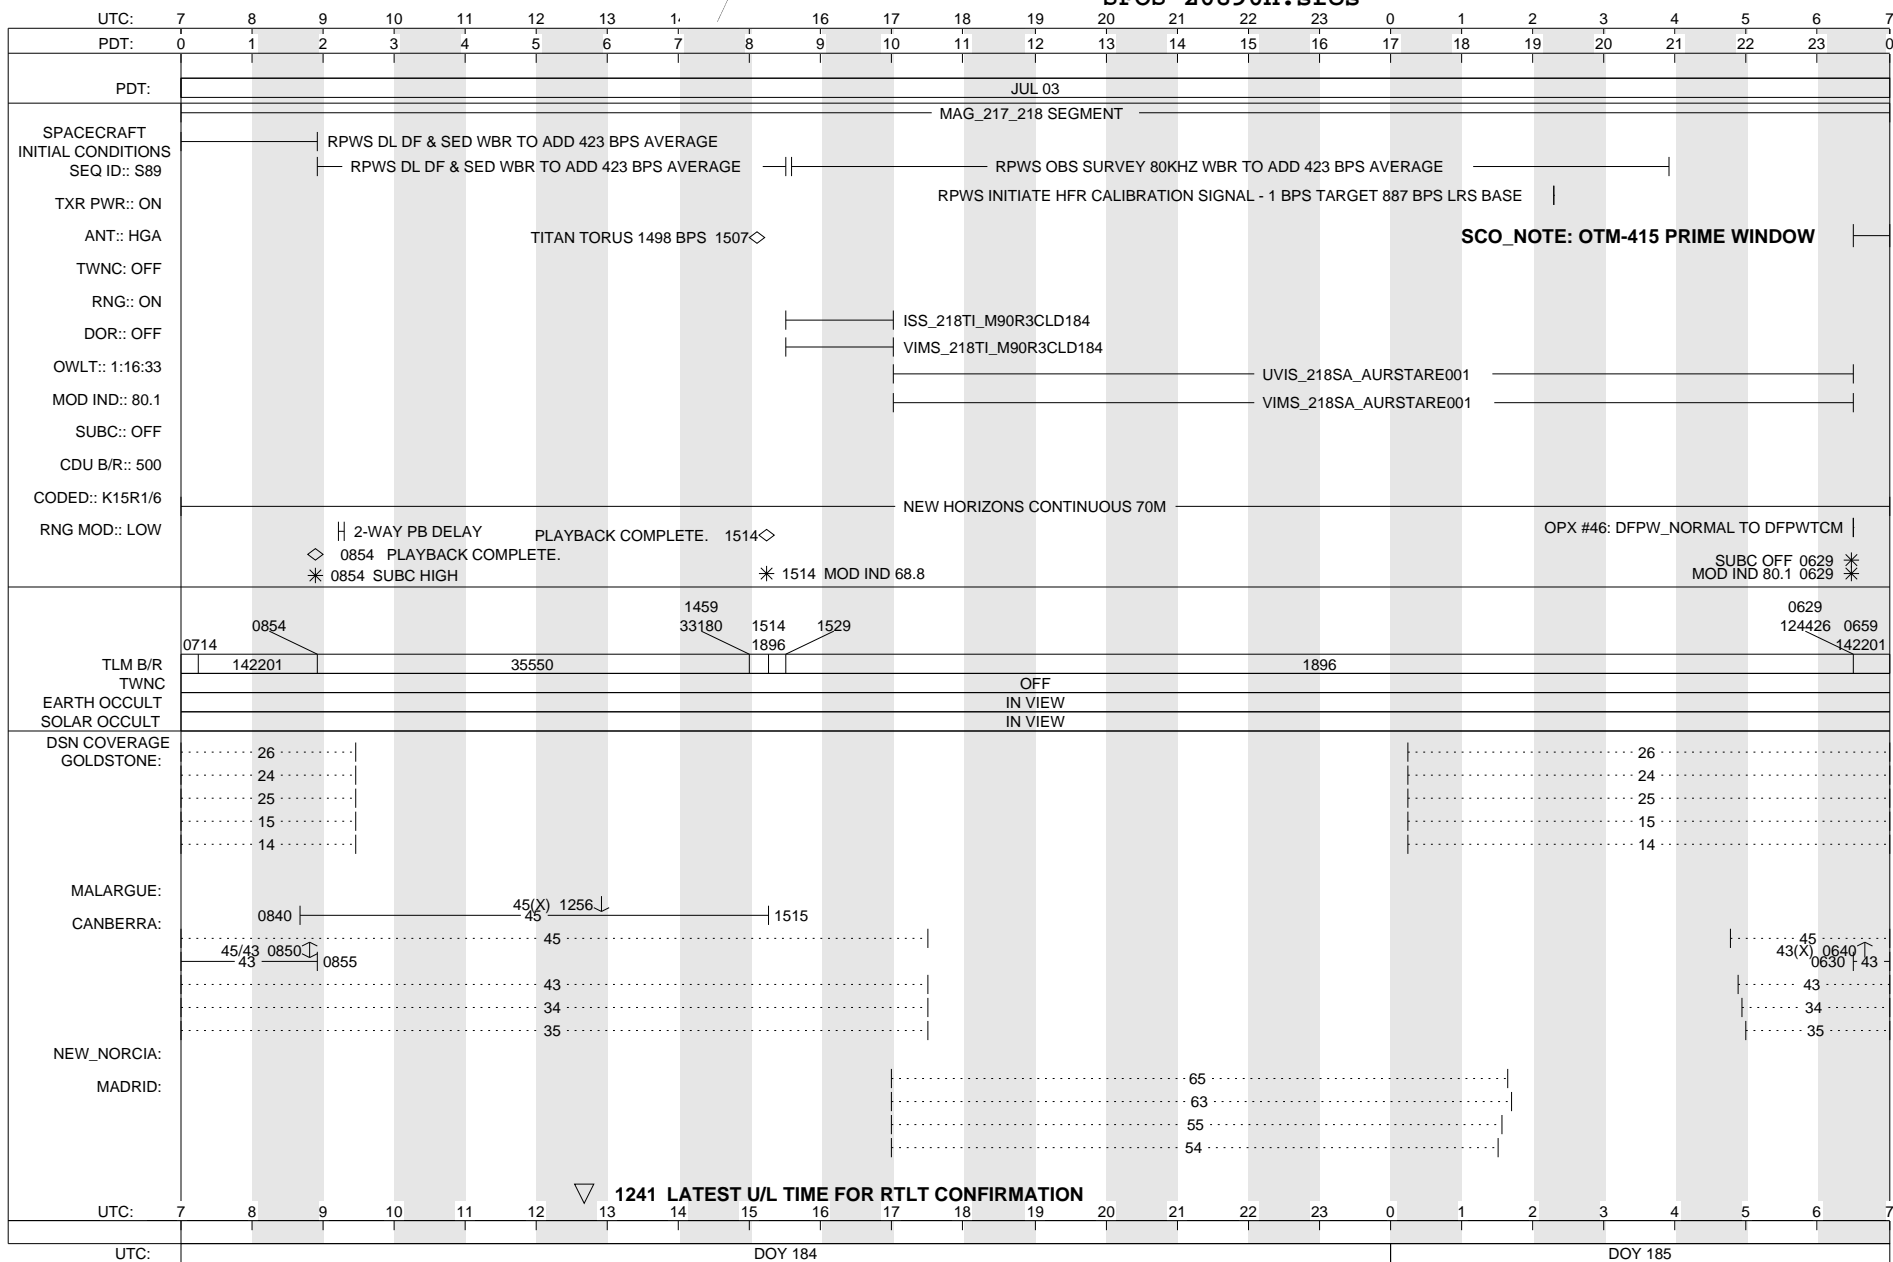 UTC: 7 8 9 10 11 12 13 16 17 18 19 20 21 22 23 0 1 2 3 4 5 6 7
PDT: 0 1 2 3 4 5 6 7 8 9 10 11 12 13 14 15 16 17 18 19 20 21 22 23 0
PDT: JUL 03
MAG_217_218 SEGMENT
SPACECRAFT
INITIAL CONDITIONS
SEQ ID:: S89
TXR PWR:: ON
ANT:: HGA
TWNC: OFF
RNG:: ON
DOR:: OFF
OWLT:: 1:16:33
MOD IND:: 80.1
SUBC:: OFF
CDU B/R:: 500
CODED:: K15R1/6
RNG MOD:: LOW
RPWS DL DF & SED WBR TO ADD 423 BPS AVERAGE
RPWS DL DF & SED WBR TO ADD 423 BPS AVERAGE
RPWS OBS SURVEY 80KHZ WBR TO ADD 423 BPS AVERAGE
RPWS INITIATE HFR CALIBRATION SIGNAL - 1 BPS TARGET 887 BPS LRS BASE
TITAN TORUS 1498 BPS 1507
SCO_NOTE: OTM-415 PRIME WINDOW
ISS_218TI_M90R3CLD184
VIMS_218TI_M90R3CLD184
UVIS_218SA_AURSTARE001
VIMS_218SA_AURSTARE001
NEW HORIZONS CONTINUOUS 70M
2-WAY PB DELAY
PLAYBACK COMPLETE. 1514
OPX #46: DFPW_NORMAL TO DFPWTCM
0854 PLAYBACK COMPLETE.
SUBC OFF 0629
0854 SUBC HIGH
1514 MOD IND 68.8
MOD IND 80.1 0629
1459 0629
0854 33180 1514 1529 124426 0659
0714 1896 142201
TLM B/R 142201 35550 1896
TWNC OFF
EARTH OCCULT IN VIEW
SOLAR OCCULT IN VIEW
DSN COVERAGE
GOLDSTONE:
26 26
24 24
25 25
15 15
14 14
MALARGUE:
45(X) 1256
0840 45 1515
CANBERRA:
45 45
45/43 0850 43(X) 0640
43 0855 0630 43
43 43
34 34
35 35
NEW_NORCIA:
MADRID:
65
63
55
54
1241 LATEST U/L TIME FOR RTLT CONFIRMATION
UTC: 7 8 9 10 11 12 13 14 15 16 17 18 19 20 21 22 23 0 1 2 3 4 5 6 7
UTC: DOY 184 DOY 185